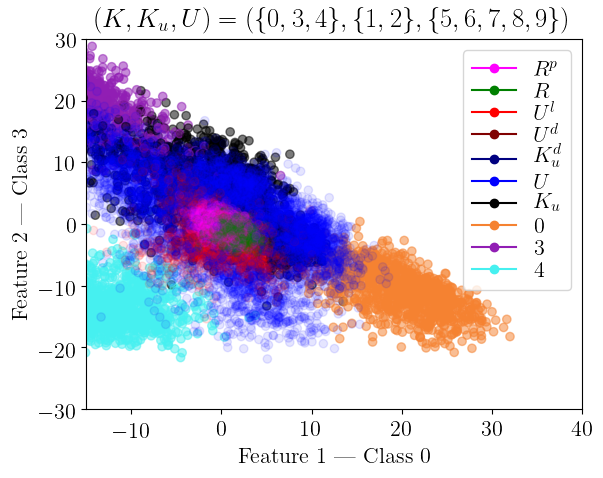 (K, K_u, U) = ({0, 3, 4}, {1, 2}, {5, 6, 7, 8, 9})
30
20
10
0
−10
−20
−30
−10
0
10
20
30
40
Feature 2 — Class 3
Feature 1 — Class 0
R^p
R
U^l
U^d
K_u^d
U
K_u
0
3
4